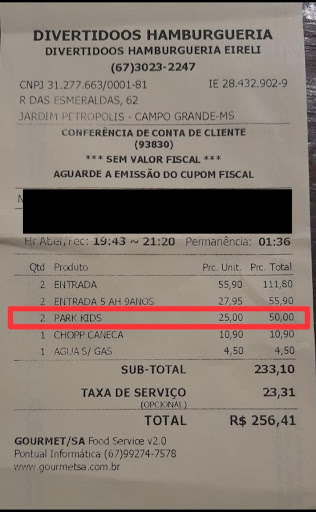 DIVERTIDOOS HAMBURGUERIA
DIVERTIDOOS HAMBURGUERIA EIRELI
(67)3023-2247
CNPJ 31.277.663/0001-81 IE 28.432.902-9
R DAS ESMERALDAS, 62
JARDIM PETROPOLIS - CAMPO GRANDE-MS
CONFERÊNCIA DE CONTA DE CLIENTE
(93830)
*** SEM VALOR FISCAL ***
AGUARDE A EMISSÃO DO CUPOM FISCAL
Hr Aber/Fec: 19:43 ~ 21:20 Permanência: 01:36
Qtd Produto Prc. Unit. Prc. Total
2 ENTRADA 55,90 111,80
2 ENTRADA 5 AH 9ANOS 27,95 55,90
2 PARK KIDS 25,00 50,00
1 CHOPP CANECA 10,90 10,90
1 AGUA S/ GAS 4,50 4,50
SUB-TOTAL 233,10
TAXA DE SERVIÇO 23,31
(OPCIONAL)
TOTAL R$ 256,41
GOURMET/SA Food Service v2.0
Pontual Informática (67)99274-7578
www.gourmetsa.com.br